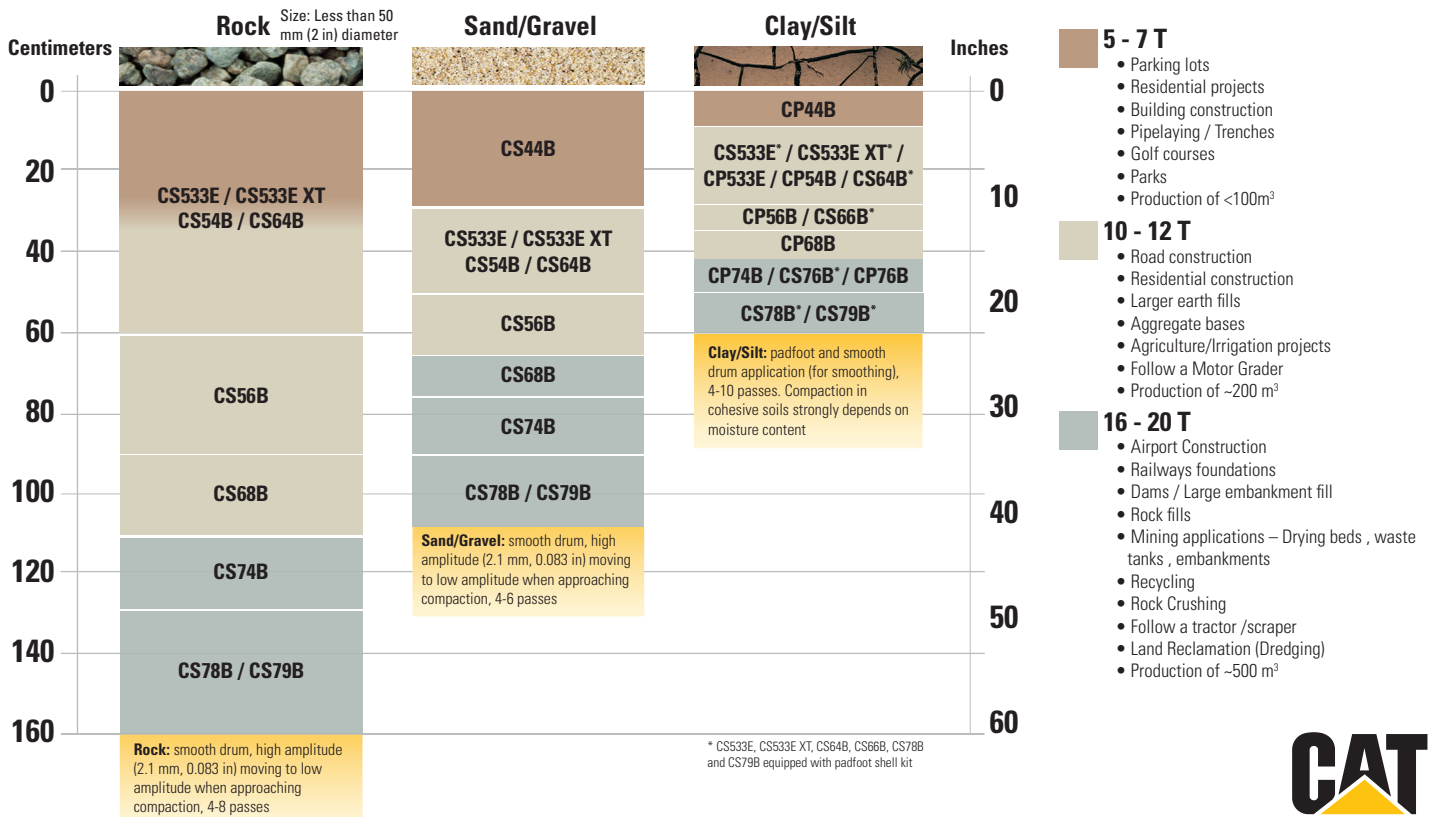 Rock
Size: Less than 50
mm (2 in) diameter
Sand/Gravel
Clay/Silt
Centimeters
Inches
0
20
40
60
80
100
120
140
160
CS533E / CS533E XT
CS54B / CS64B
CS56B
CS68B
CS74B
CS78B / CS79B
Rock: smooth drum, high amplitude
(2.1 mm, 0.083 in) moving to low
amplitude when approaching
compaction, 4-8 passes
CS44B
CS533E / CS533E XT
CS54B / CS64B
CS56B
CS68B
CS74B
CS78B / CS79B
Sand/Gravel: smooth drum, high
amplitude (2.1 mm, 0.083 in) moving
to low amplitude when approaching
compaction, 4-6 passes
CP44B
CS533E* / CS533E XT* /
CP533E / CP54B / CS64B*
CP56B / CS66B*
CP68B
CP74B / CS76B* / CP76B
CS78B* / CS79B*
Clay/Silt: padfoot and smooth
drum application (for smoothing),
4-10 passes. Compaction in
cohesive soils strongly depends on
moisture content
* CS533E, CS533E XT, CS64B, CS66B, CS78B
and CS79B equipped with padfoot shell kit
0
10
20
30
40
50
60
5 - 7 T
• Parking lots
• Residential projects
• Building construction
• Pipelaying / Trenches
• Golf courses
• Parks
• Production of <100m³
10 - 12 T
• Road construction
• Residential construction
• Larger earth fills
• Aggregate bases
• Agriculture/Irrigation projects
• Follow a Motor Grader
• Production of ~200 m³
16 - 20 T
• Airport Construction
• Railways foundations
• Dams / Large embankment fill
• Rock fills
• Mining applications – Drying beds , waste
tanks , embankments
• Recycling
• Rock Crushing
• Follow a tractor /scraper
• Land Reclamation (Dredging)
• Production of ~500 m³
CAT